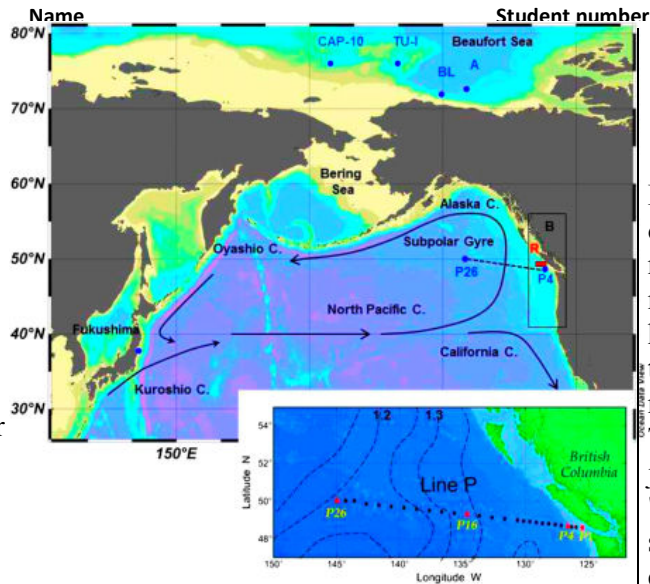 Name
Student number
80°N
CAP-10
TU-I
Beaufort Sea
A
BL
70°N
Bering
Sea
60°N
Alaska C.
B
Oyashio C.
Subpolar Gyre
R
50°N
P26
P4
North Pacific C.
Fukushima
40°N
California C.
Kuroshio C.
30°N
Ocean Data View
150°E
54°
1.2
1.3
52°
Line P
British
Columbia
Latitude N
50°
P26
P16
P4
48°
150°
145°
140°
135°
130°
125°
Longitude W